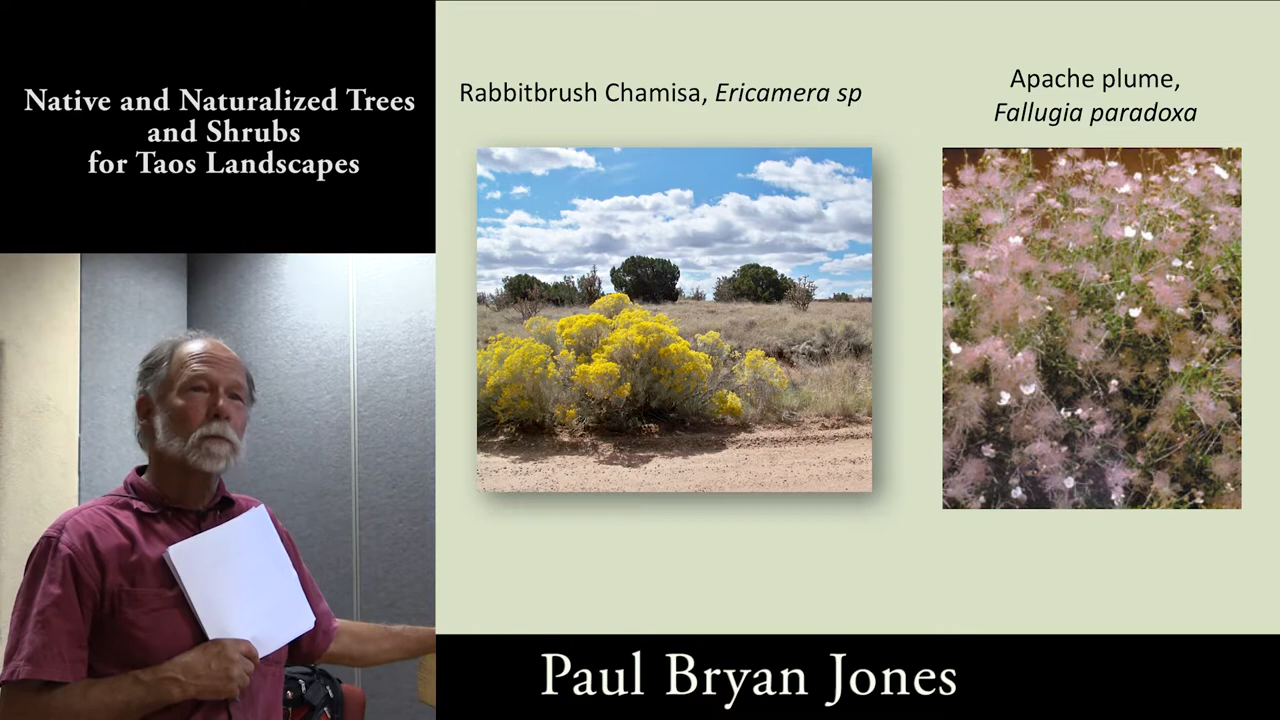 Native and Naturalized Trees
and Shrubs
for Taos Landscapes
Rabbitbrush Chamisa, Ericamera sp
Apache plume,
Fallugia paradoxa
Paul Bryan Jones